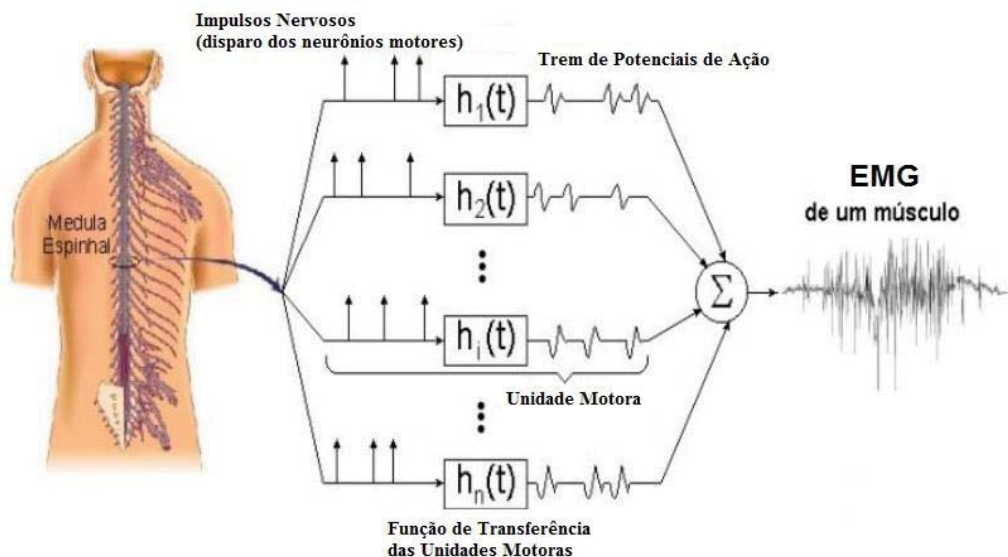 Impulsos Nervosos
(disparo dos neurônios motores)
Trem de Potenciais de Ação
h₁(t)
h₂(t)
hᵢ(t)
hₙ(t)
Medula
Espinhal
Σ
EMG
de um músculo
Unidade Motora
Função de Transferência
das Unidades Motoras